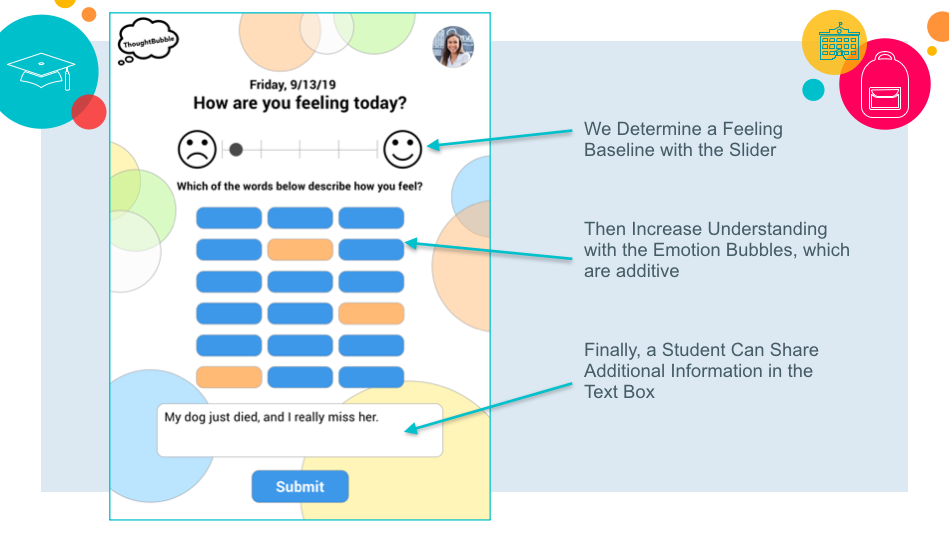 ThoughtBubble
Friday, 9/13/19
How are you feeling today?
We Determine a Feeling
Baseline with the Slider
Which of the words below describe how you feel?
Then Increase Understanding
with the Emotion Bubbles, which
are additive
Finally, a Student Can Share
Additional Information in the
Text Box
My dog just died, and I really miss her.
Submit